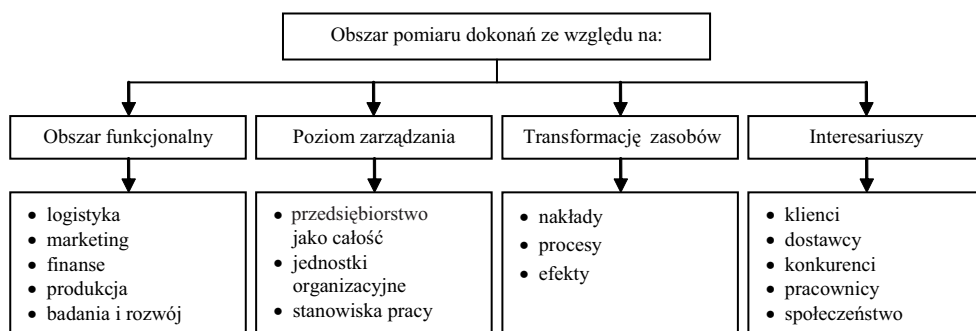 Obszar pomiaru dokonań ze względu na:
Obszar funkcjonalny
Poziom zarządzania
Transformację zasobów
Interesariuszy
• logistyka
• marketing
• finanse
• produkcja
• badania i rozwój
• przedsiębiorstwo
jako całość
• jednostki
organizacyjne
• stanowiska pracy
• nakłady
• procesy
• efekty
• klienci
• dostawcy
• konkurenci
• pracownicy
• społeczeństwo